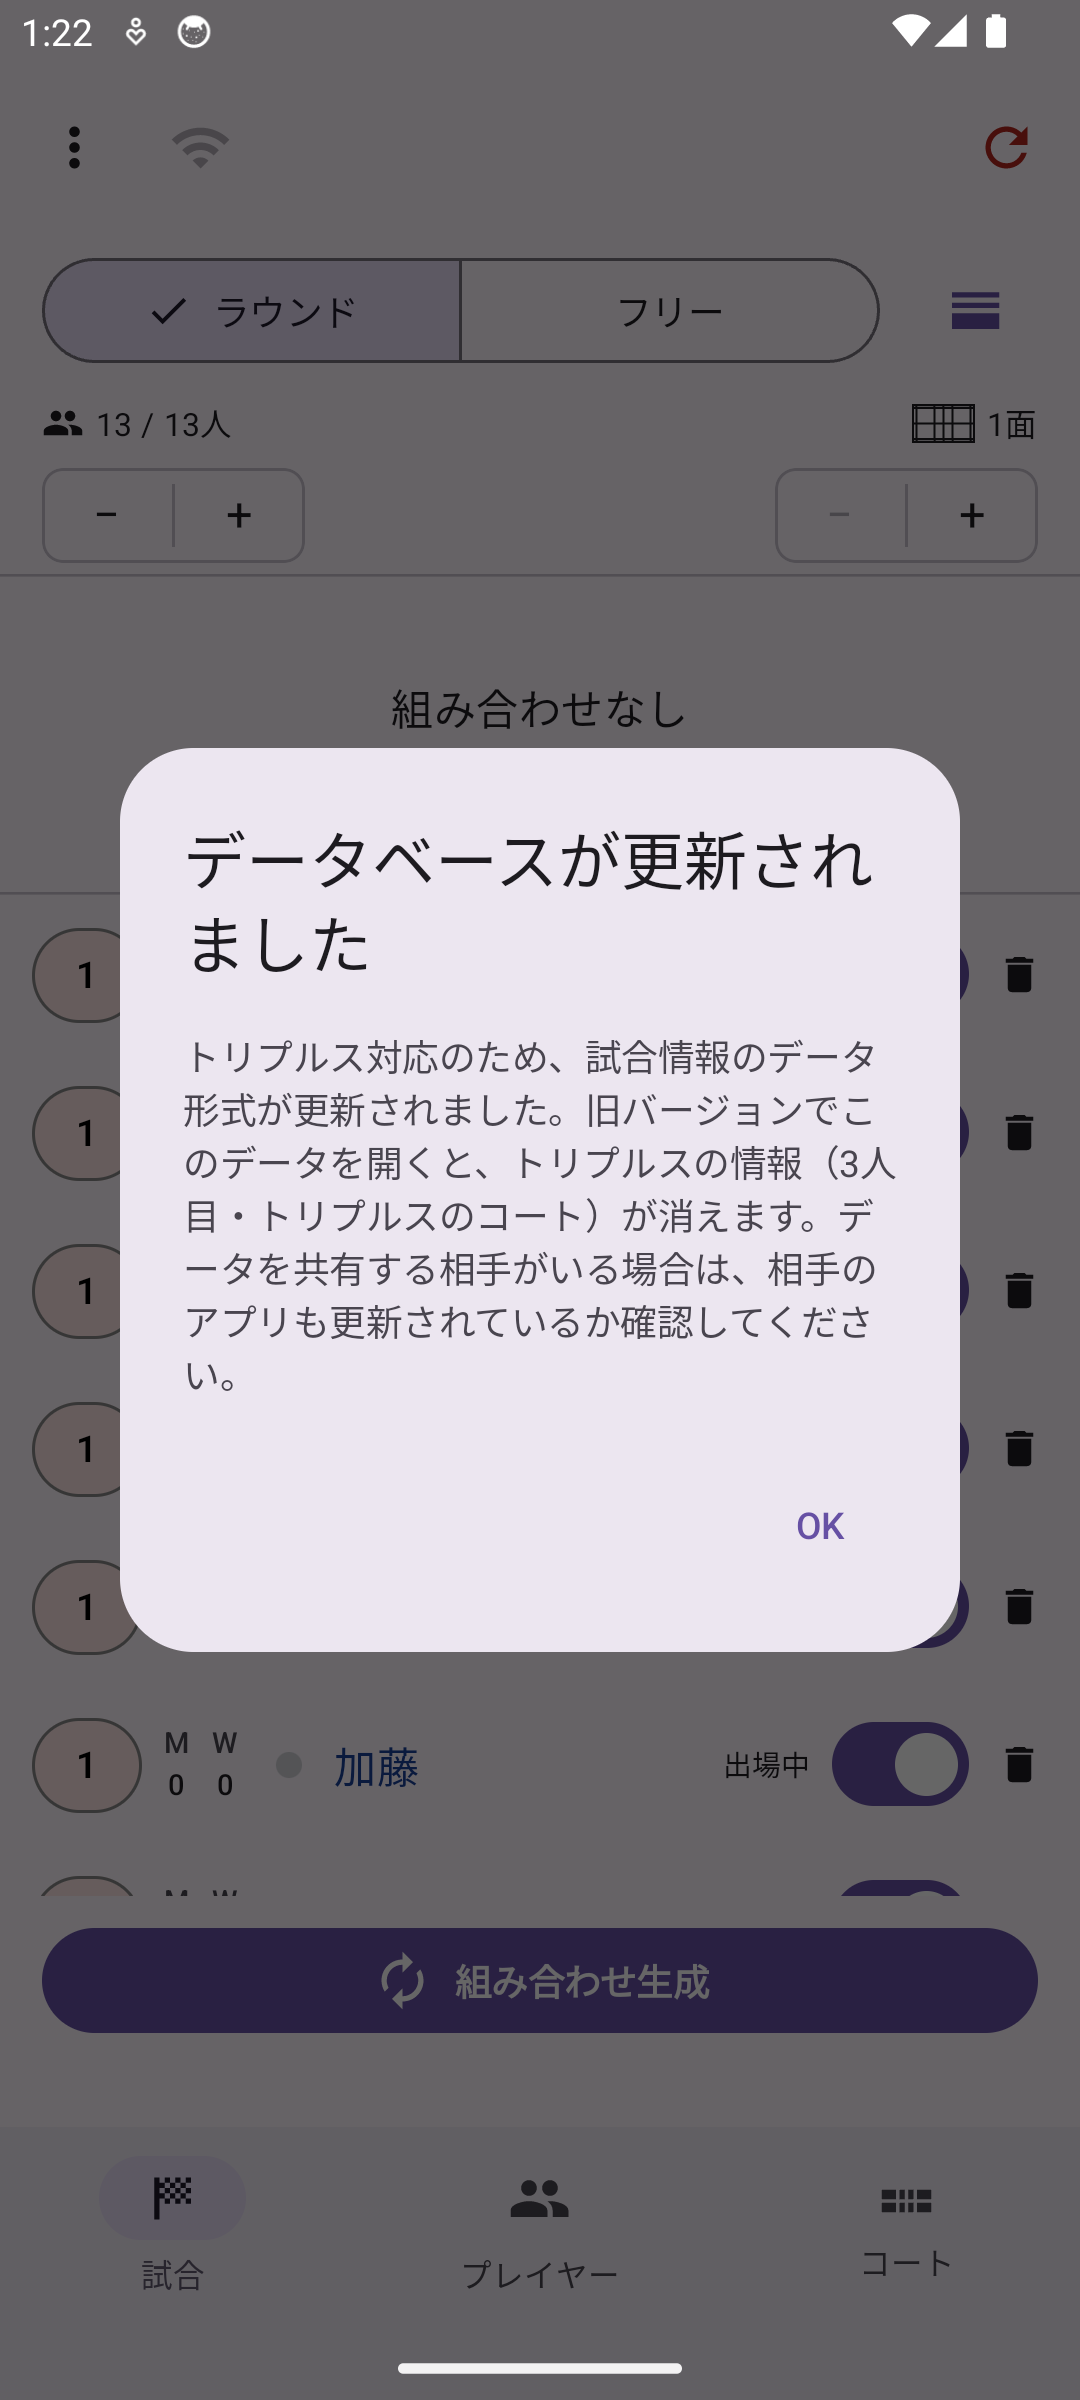 1:22
ラウンド
フリー
13 / 13人
1面
− +
− +
組み合わせなし
データベースが更新され
ました
トリプルス対応のため、試合情報のデータ
形式が更新されました。旧バージョンでこ
のデータを開くと、トリプルスの情報（3人
目・トリプルスのコート）が消えます。デ
ータを共有する相手がいる場合は、相手の
アプリも更新されているか確認してくださ
い。
OK
1
1
1
1
1
1
M W
0 0
加藤
出場中
M W
組み合わせ生成
試合
プレイヤー
コート